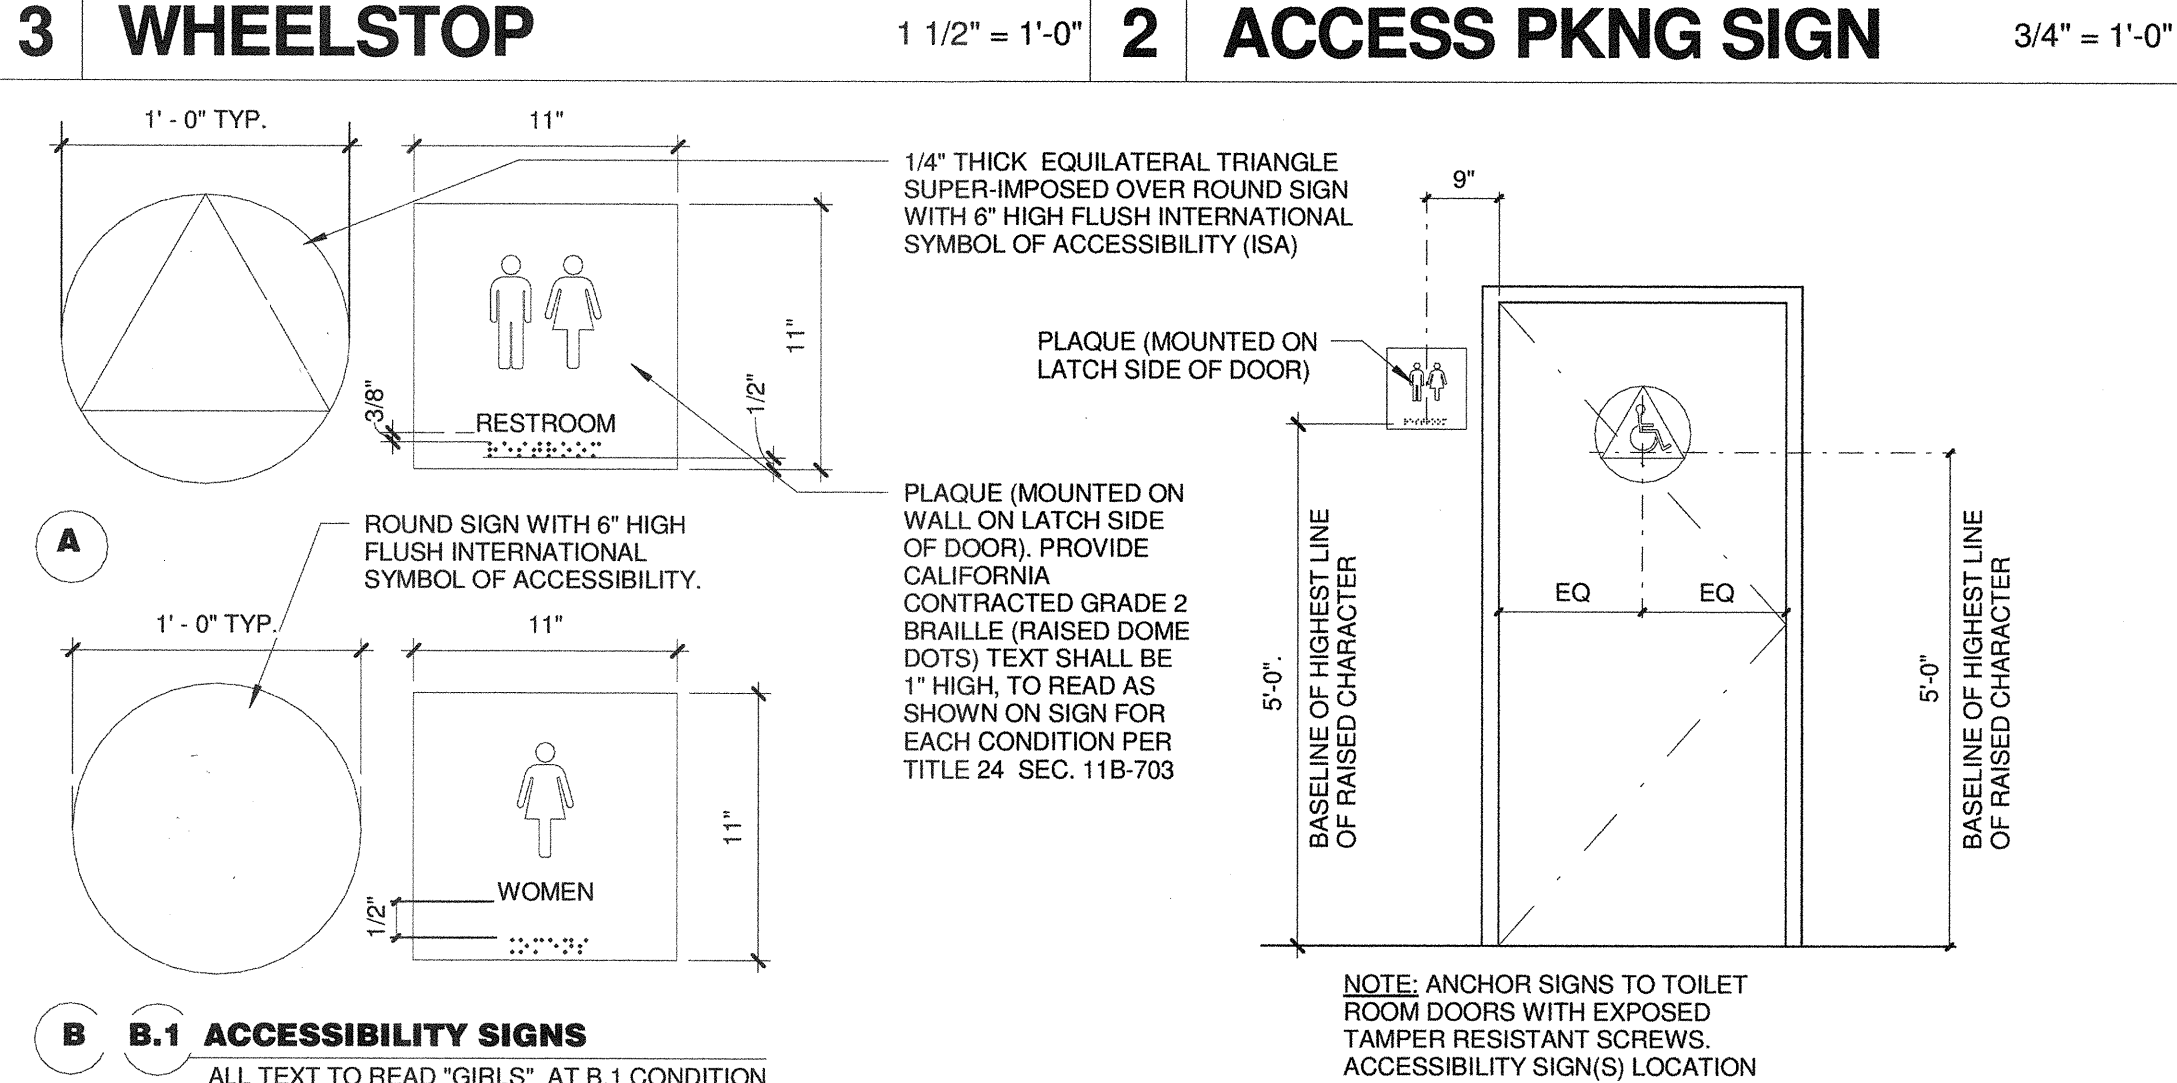 3 WHEELSTOP 1 1/2" = 1'-0"
2 ACCESS PKNG SIGN 3/4" = 1'-0"
1' - 0" TYP.
11"
1/4" THICK EQUILATERAL TRIANGLE
SUPER-IMPOSED OVER ROUND SIGN
WITH 6" HIGH FLUSH INTERNATIONAL
SYMBOL OF ACCESSIBILITY (ISA)
11"
3/8"
1/2"
RESTROOM
A
PLAQUE (MOUNTED ON
WALL ON LATCH SIDE
OF DOOR). PROVIDE
CALIFORNIA
CONTRACTED GRADE 2
BRAILLE (RAISED DOME
DOTS) TEXT SHALL BE
1" HIGH, TO READ AS
SHOWN ON SIGN FOR
EACH CONDITION PER
TITLE 24 SEC. 11B-703
ROUND SIGN WITH 6" HIGH
FLUSH INTERNATIONAL
SYMBOL OF ACCESSIBILITY.
1' - 0" TYP.
11"
11"
WOMEN
1/2"
B B.1 ACCESSIBILITY SIGNS
ALL TEXT TO READ "GIRLS" AT B.1 CONDITION
9"
PLAQUE (MOUNTED ON
LATCH SIDE OF DOOR)
EQ EQ
5'-0".
BASELINE OF HIGHEST LINE
OF RAISED CHARACTER
5'-0"
BASELINE OF HIGHEST LINE
OF RAISED CHARACTER
NOTE: ANCHOR SIGNS TO TOILET
ROOM DOORS WITH EXPOSED
TAMPER RESISTANT SCREWS.
ACCESSIBILITY SIGN(S) LOCATION